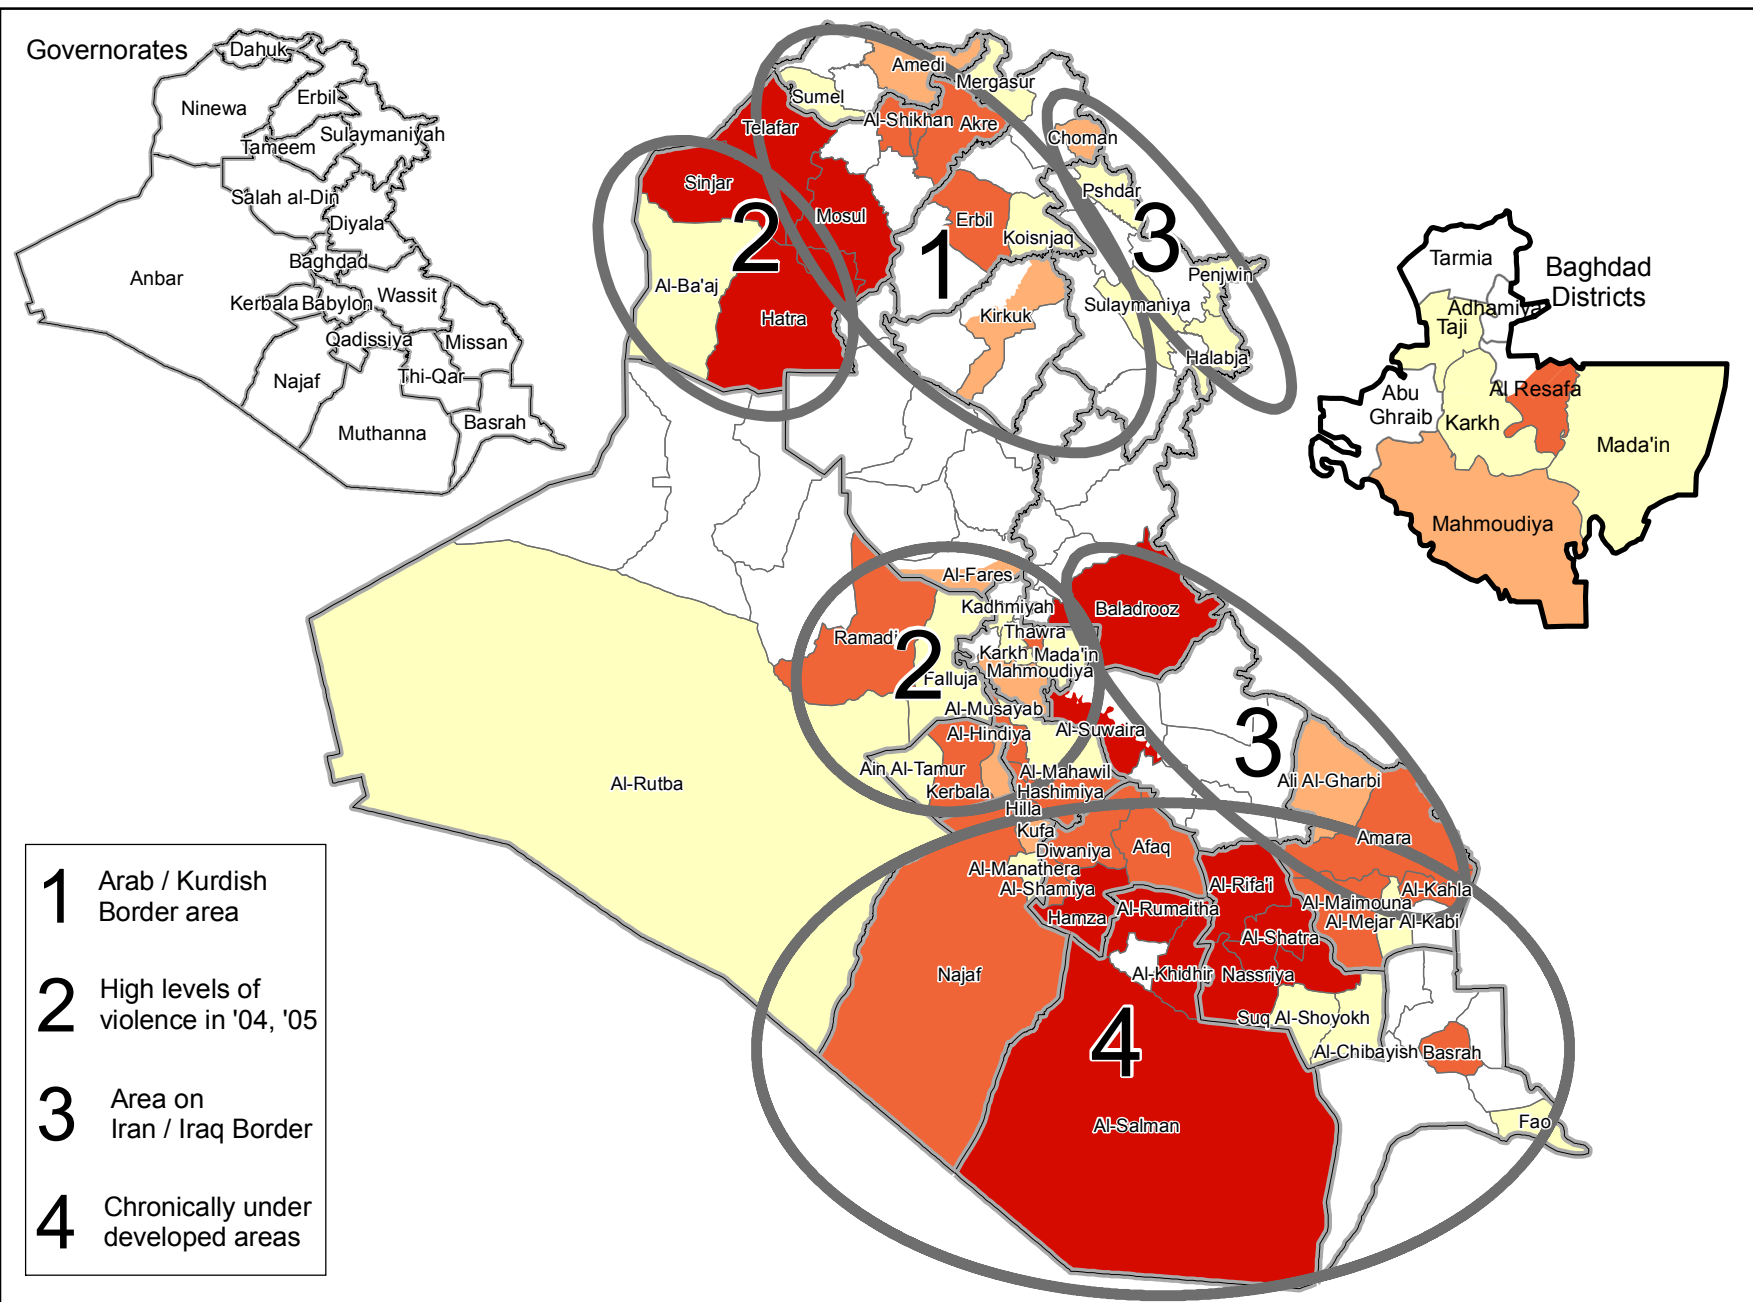 Governorates
Dahuk
Ninewa
Erbil
Sulaymaniyah
Tameem
Salah al-Din
Diyala
Anbar
Baghdad
Kerbala
Babylon
Wassit
Qadissiya
Missan
Najaf
Thi-Qar
Muthanna
Basrah
Amedi
Mergasur
Sumel
Telafar
Al-Shikhan
Akre
Choman
Sinjar
Pshdar
Mosul
Erbil
Koisnjaq
2
1
3
Al-Ba'aj
Penjwin
Sulaymaniya
Hatra
Kirkuk
Halabja
Baghdad
Districts
Tarmia
Adhamiya
Taji
Abu
Ghraib
Al Resafa
Karkh
Mada'in
Mahmoudiya
Al-Fares
Kadhmiyah
Baladrooz
Thawra
Ramadi
2
Karkh
Mada'in
Mahmoudiya
Falluja
Al-Musayab
Al-Hindiya
Al-Suwaira
3
Ain Al-Tamur
Al-Mahawil
Ali Al-Gharbi
Al-Rutba
Kerbala
Hashimiya
Hilla
Kufa
Amara
Diwaniya
Afaq
Al-Manathera
Al-Shamiya
Al-Rifa'i
Al-Kahla
Al-Maimouna
Hamza
Al-Rumaitha
Al-Mejar Al-Kabi
Al-Shatra
Najaf
Al-Khidhir
Nassriya
Suq Al-Shoyokh
4
Al-Chibayish
Basrah
Al-Salman
Fao
1 Arab / Kurdish
Border area
2 High levels of
violence in '04, '05
3 Area on
Iran / Iraq Border
4 Chronically under
developed areas